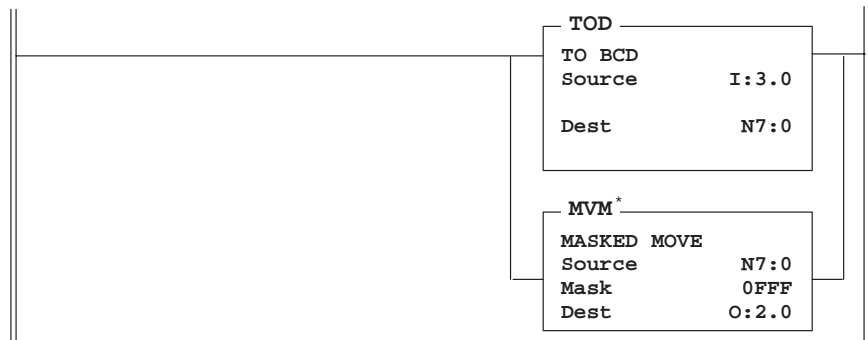 TOD
TO BCD
Source I:3.0
Dest N7:0
MVM*
MASKED MOVE
Source N7:0
Mask 0FFF
Dest O:2.0